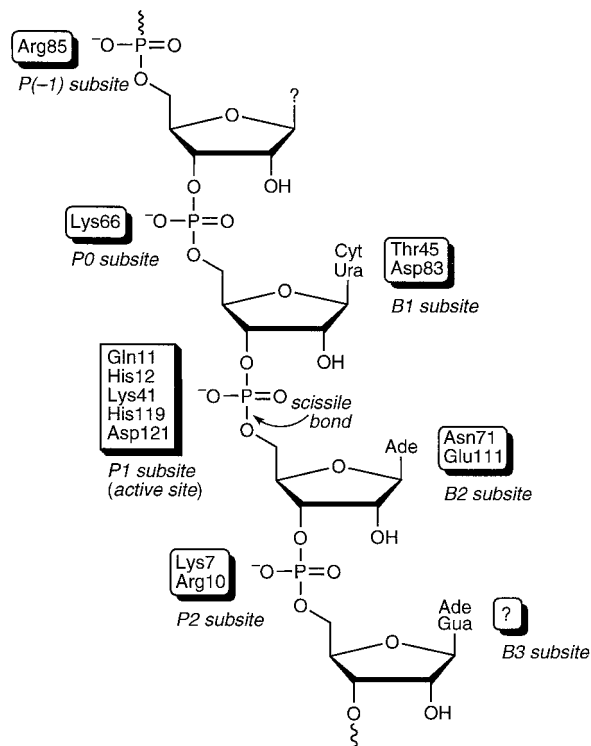 Arg85
⁻O–P=O
O
P(–1) subsite
O
?
O
OH
Lys66
⁻O–P=O
P0 subsite
O
Cyt
Ura
Thr45
Asp83
B1 subsite
O
O
OH
Gln11
His12
Lys41
His119
Asp121
⁻O–P=O
scissile
bond
O
P1 subsite
(active site)
Ade
Asn71
Glu111
B2 subsite
O
O
OH
Lys7
Arg10
⁻O–P=O
P2 subsite
O
Ade
Gua
?
B3 subsite
O
O
OH